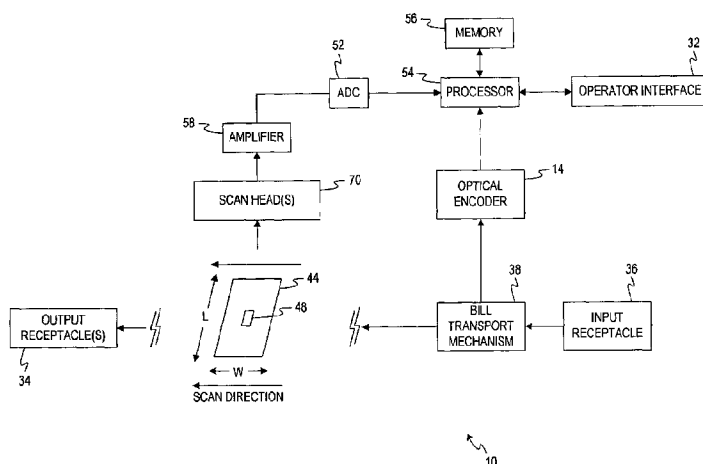 56
MEMORY
52
54
32
ADC
PROCESSOR
OPERATOR INTERFACE
58
AMPLIFIER
70
14
SCAN HEAD(S)
OPTICAL
ENCODER
44
38
36
L
48
OUTPUT
RECEPTACLE(S)
BILL
TRANSPORT
MECHANISM
INPUT
RECEPTACLE
34
W
SCAN DIRECTION
10